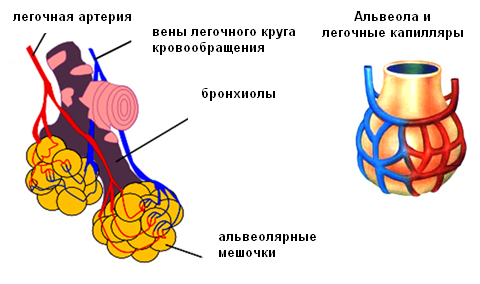 легочная артерия
вены легочного круга
кровообращения
бронхиолы
альвеолярные
мешочки
Альвеола и
легочные капилляры